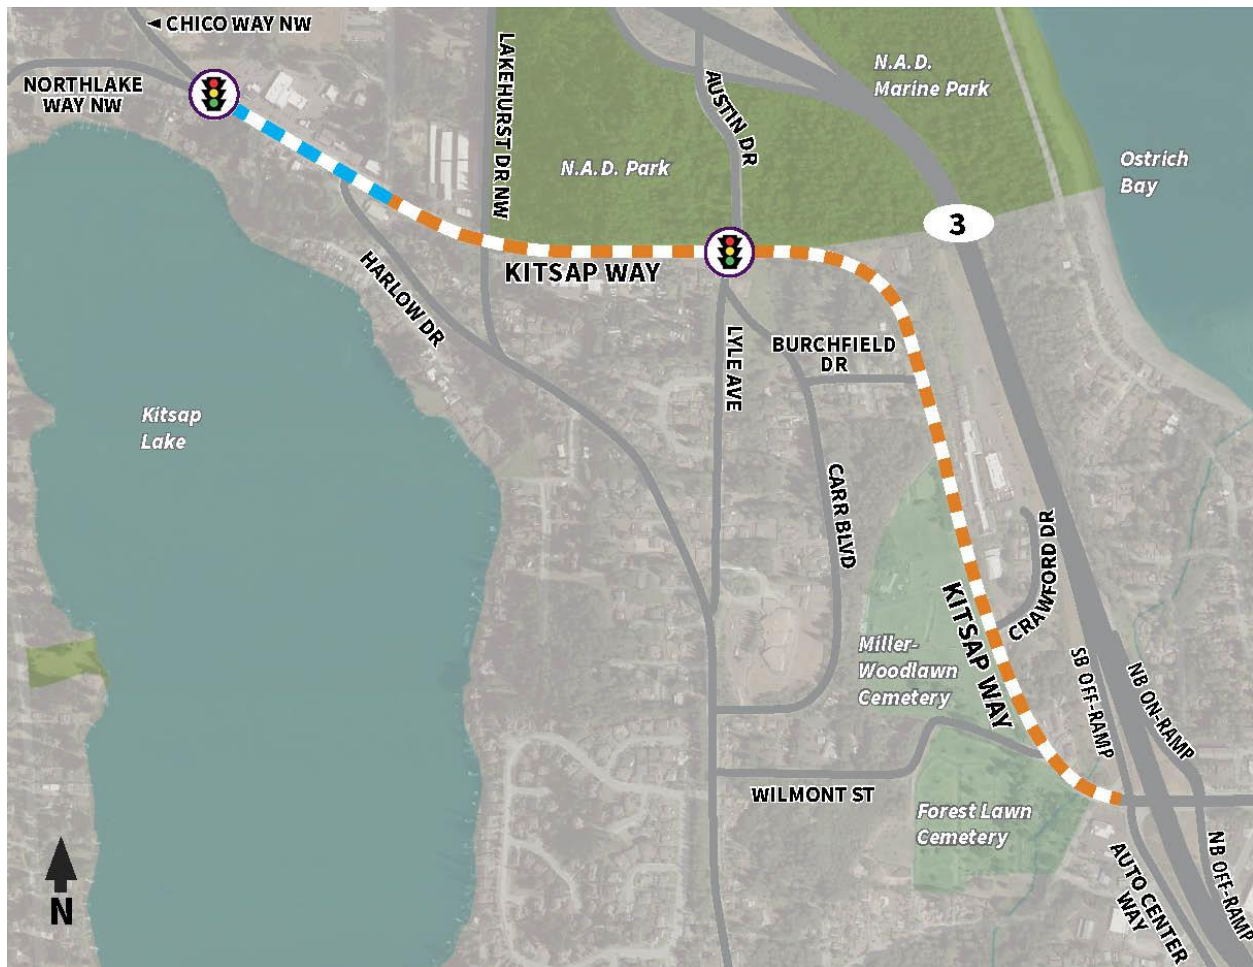 CHICO WAY NW
NORTHLAKE
WAY NW
LAKEHURST DR NW
AUSTIN DR
N.A.D.
Marine Park
N.A.D. Park
Ostrich
Bay
3
KITSAP WAY
HARLOW DR
LYLE AVE
BURCHFIELD
DR
Kitsap
Lake
CARR BLVD
CRAWFORD DR
KITSAP WAY
Miller-
Woodlawn
Cemetery
SB OFF-RAMP
NB ON-RAMP
WILMONT ST
Forest Lawn
Cemetery
AUTO CENTER
WAY
NB OFF-RAMP
N